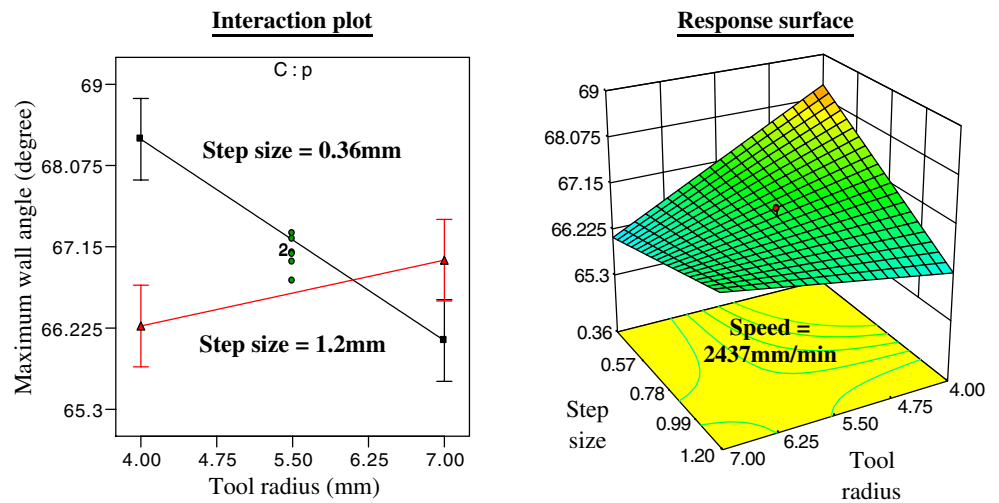 Interaction plot
C : p
Maximum wall angle (degree)
69
68.075
67.15
66.225
65.3
Step size = 0.36mm
2
Step size = 1.2mm
4.00 4.75 5.50 6.25 7.00
Tool radius (mm)
Response surface
69
68.075
67.15
66.225
65.3
Speed =
2437mm/min
0.36
0.57
0.78
0.99
1.20
Step
size
7.00
6.25
5.50
4.75
4.00
Tool
radius